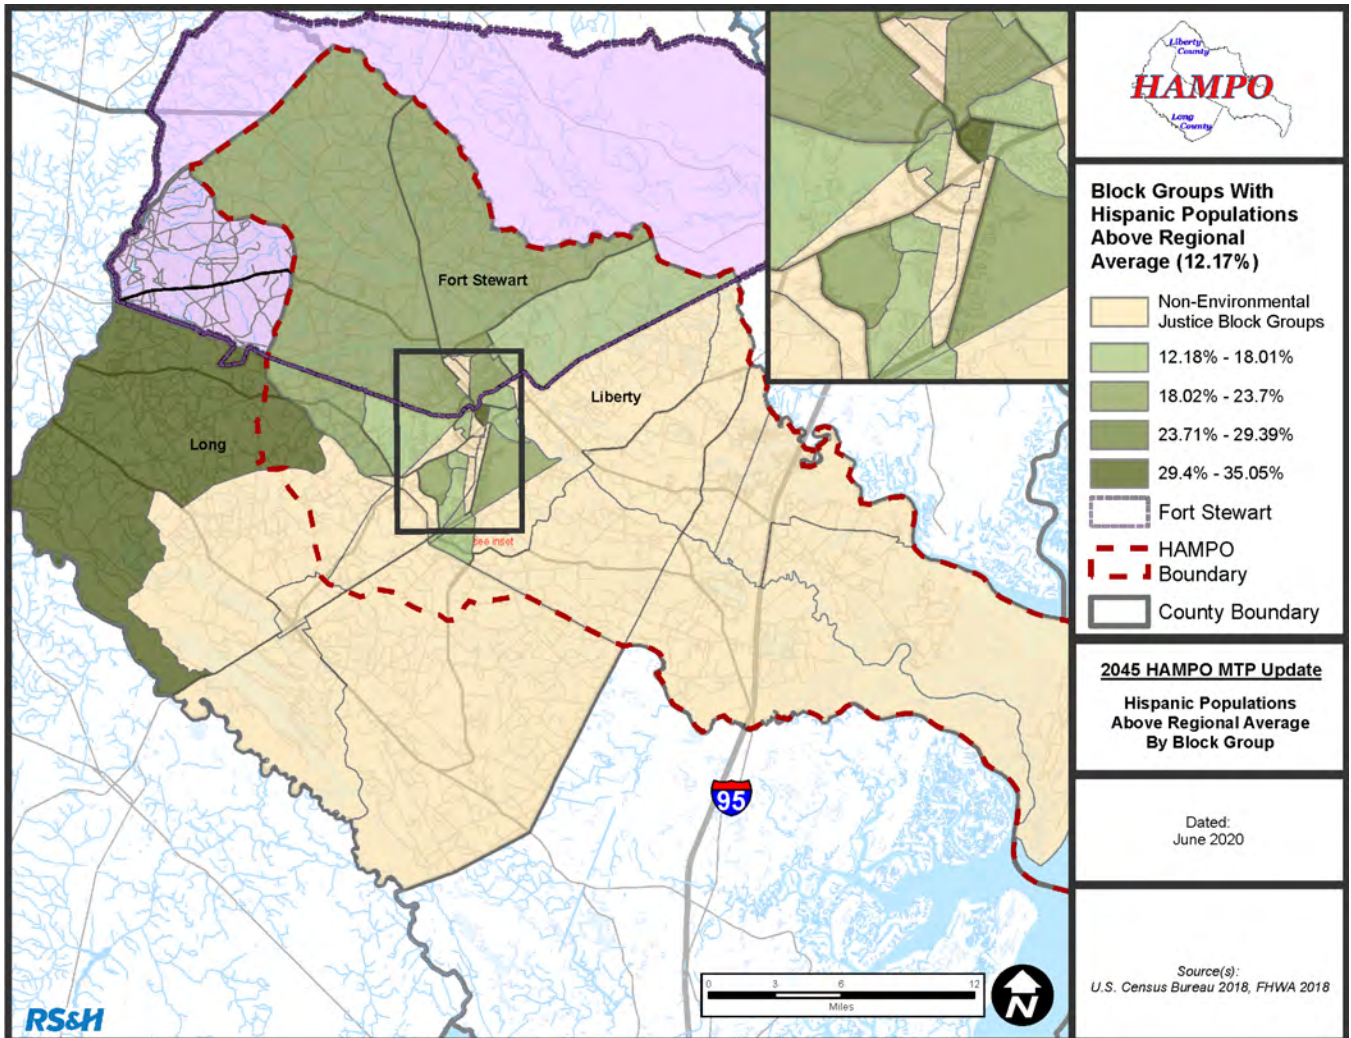 Fort Stewart
Liberty
Long
see inset
95
0 3 6 12
Miles
N
RS&H
Liberty
County
HAMPO
Long
County
Block Groups With
Hispanic Populations
Above Regional
Average (12.17%)
Non-Environmental
Justice Block Groups
12.18% - 18.01%
18.02% - 23.7%
23.71% - 29.39%
29.4% - 35.05%
Fort Stewart
HAMPO
Boundary
County Boundary
2045 HAMPO MTP Update
Hispanic Populations
Above Regional Average
By Block Group
Dated:
June 2020
Source(s):
U.S. Census Bureau 2018, FHWA 2018